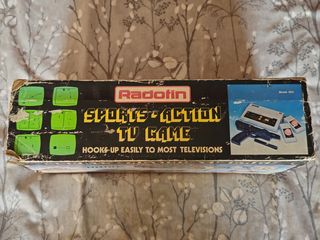 Radofin
SPORTS-ACTION
TV GAME
HOOKS-UP EASILY TO MOST TELEVISIONS